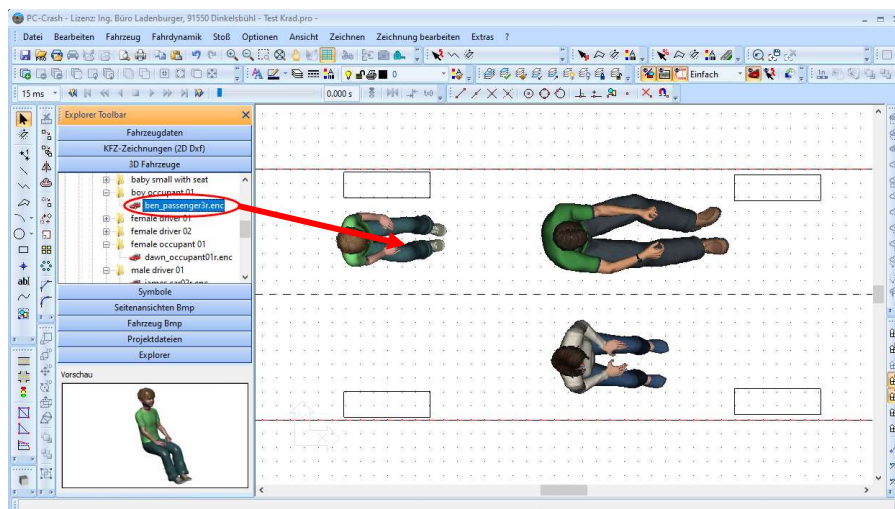 PC-Crash - Lizenz: Ing. Büro Ladenburger, 91550 Dinkelsbühl - Test Krad.pro -
Datei Bearbeiten Fahrzeug Fahrdynamik Stoß Optionen Ansicht Zeichnen Zeichnung bearbeiten Extras ?
0 Einfach
15 ms 0.000 s
Explorer Toolbar
Fahrzeugdaten
KFZ-Zeichnungen (2D Dxf)
3D Fahrzeuge
baby small with seat
boy occupant 01
ben_passenger3r.enc
female driver 01
female driver 02
female occupant 01
dawn_occupant01r.enc
male driver 01
Symbole
Seitenansichten Bmp
Fahrzeug Bmp
Projektdateien
Explorer
Vorschau